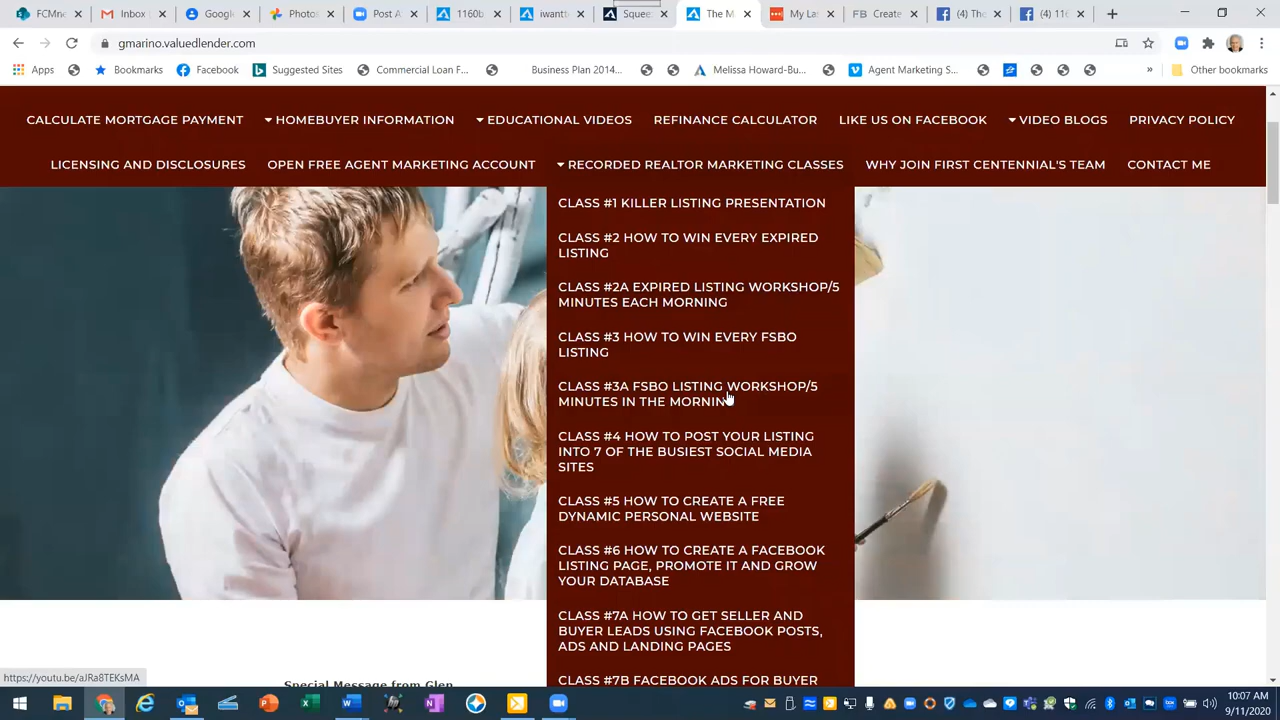 FCMne
Post A
1160b
iwantt
Squee
The M
My La
FB Create
(4) Tho
(4) 116
gmarino.valuedlender.com
Apps
Bookmarks
Facebook
Suggested Sites
Commercial Loan F...
Business Plan 2014...
Melissa Howard-Bu...
Agent Marketing S...
»
Other bookmarks
CALCULATE MORTGAGE PAYMENT HOMEBUYER INFORMATION EDUCATIONAL VIDEOS REFINANCE CALCULATOR LIKE US ON FACEBOOK VIDEO BLOGS PRIVACY POLICY
LICENSING AND DISCLOSURES OPEN FREE AGENT MARKETING ACCOUNT RECORDED REALTOR MARKETING CLASSES WHY JOIN FIRST CENTENNIAL'S TEAM CONTACT ME
CLASS #1 KILLER LISTING PRESENTATION
CLASS #2 HOW TO WIN EVERY EXPIRED
LISTING
CLASS #2A EXPIRED LISTING WORKSHOP/5
MINUTES EACH MORNING
CLASS #3 HOW TO WIN EVERY FSBO
LISTING
CLASS #3A FSBO LISTING WORKSHOP/5
MINUTES IN THE MORNING
CLASS #4 HOW TO POST YOUR LISTING
INTO 7 OF THE BUSIEST SOCIAL MEDIA
SITES
CLASS #5 HOW TO CREATE A FREE
DYNAMIC PERSONAL WEBSITE
CLASS #6 HOW TO CREATE A FACEBOOK
LISTING PAGE, PROMOTE IT AND GROW
YOUR DATABASE
CLASS #7A HOW TO GET SELLER AND
BUYER LEADS USING FACEBOOK POSTS,
ADS AND LANDING PAGES
CLASS #7B FACEBOOK ADS FOR BUYER
Special Message from Glen
https://youtu.be/aJRa8TEKsMA
10:07 AM
9/11/2020